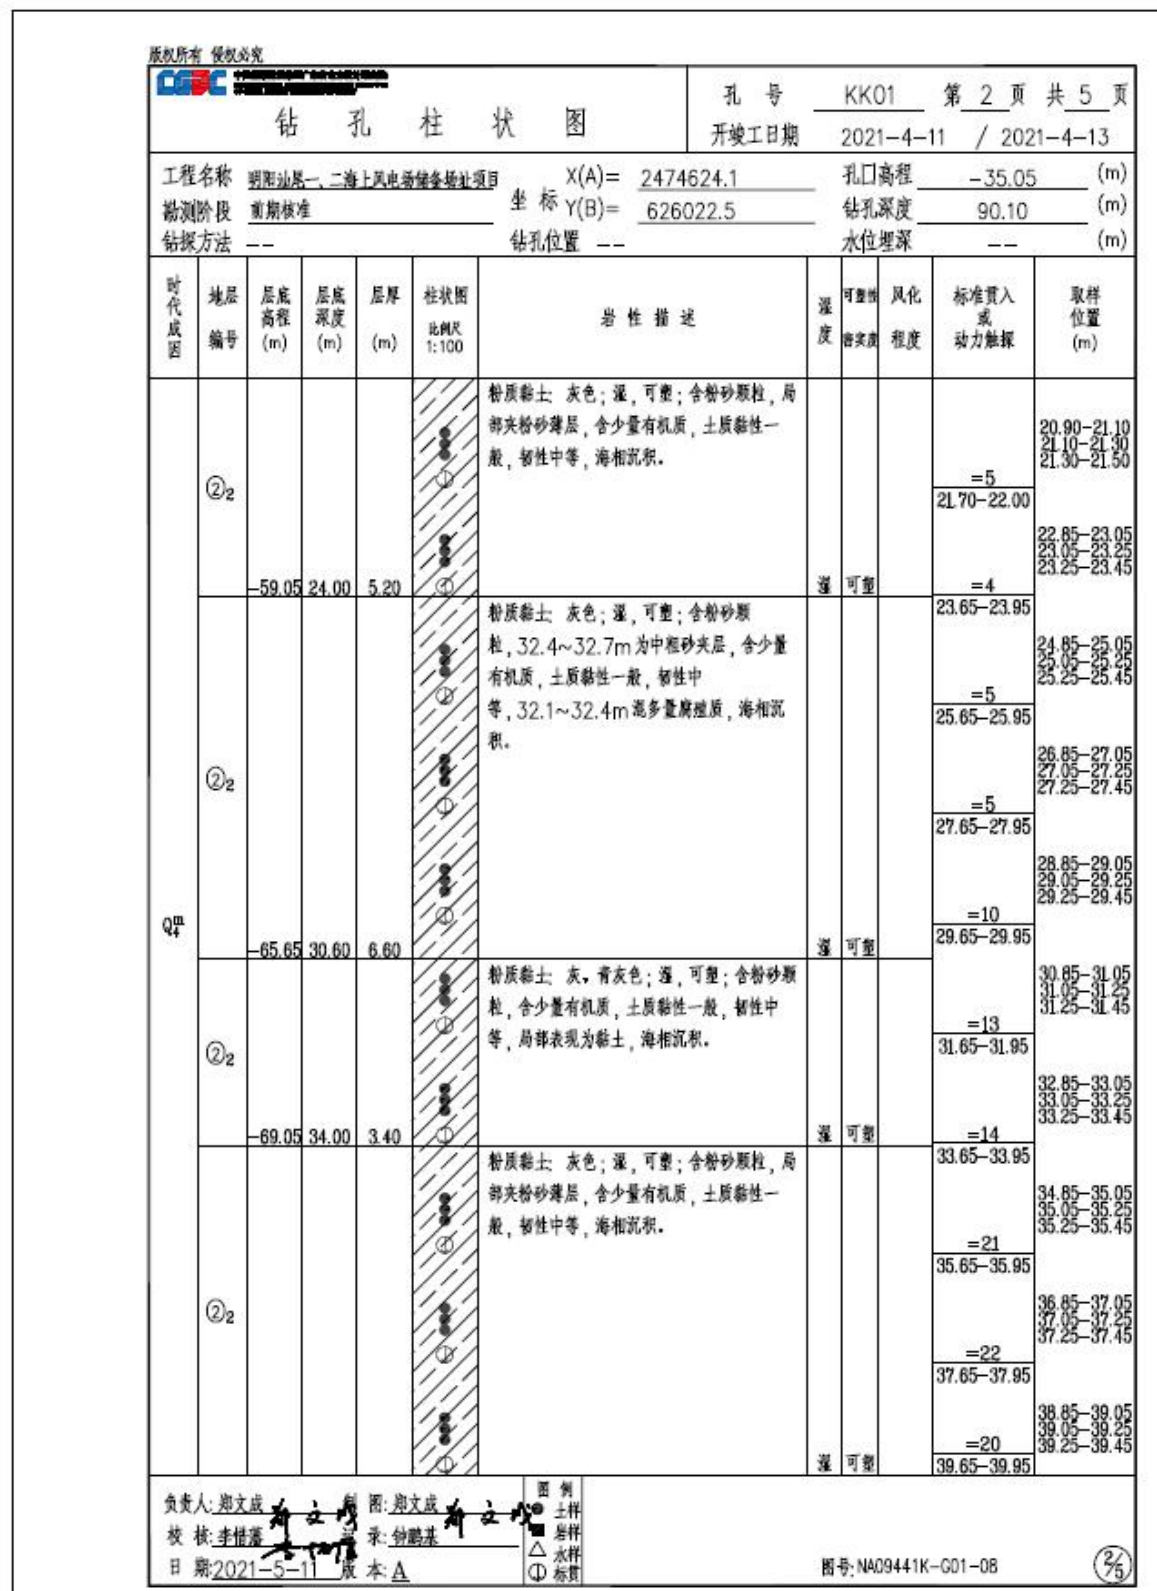 版权所有 侵权必究
CGDC
钻 孔 柱 状 图
孔 号 KK01 第 2 页 共 5 页
开竣工日期 2021-4-11 / 2021-4-13
工程名称 明阳汕尾一、二海上风电场储备场址项目
勘测阶段 前期核准
钻探方法 --
坐 标 X(A)= 2474624.1
Y(B)= 626022.5
钻孔位置 --
孔口高程 -35.05 (m)
钻孔深度 90.10 (m)
水位埋深 -- (m)
时代成因 地层编号 层底高程(m) 层底深度(m) 层厚(m) 柱状图 比例尺 1:100 岩 性 描 述 湿度 可塑性 密实度 风化程度 标准贯入或动力触探 取样位置(m)
Q₄ᵐ
②₂ -59.05 24.00 5.20
粉质黏土: 灰色;湿,可塑;含粉砂颗粒,局
部夹粉砂薄层,含少量有机质,土质黏性一
般,韧性中等,海相沉积。
湿 可塑
=5
21.70-22.00
=4
23.65-23.95
20.90-21.10
21.10-21.30
21.30-21.50
22.85-23.05
23.05-23.25
23.25-23.45
②₂ -65.65 30.60 6.60
粉质黏土: 灰色;湿,可塑;含粉砂颗
粒,32.4~32.7m为中粗砂夹层,含少量
有机质,土质黏性一般,韧性中
等,32.1~32.4m混多量腐殖质,海相沉
积。
湿 可塑
=5
25.65-25.95
=5
27.65-27.95
=10
29.65-29.95
24.85-25.05
25.05-25.25
25.25-25.45
26.85-27.05
27.05-27.25
27.25-27.45
28.85-29.05
29.05-29.25
29.25-29.45
②₂ -69.05 34.00 3.40
粉质黏土: 灰,青灰色;湿,可塑;含粉砂颗
粒,含少量有机质,土质黏性一般,韧性中
等,局部表现为黏土,海相沉积。
湿 可塑
=13
31.65-31.95
=14
33.65-33.95
30.85-31.05
31.05-31.25
31.25-31.45
32.85-33.05
33.05-33.25
33.25-33.45
②₂
粉质黏土: 灰色;湿,可塑;含粉砂颗粒,局
部夹粉砂薄层,含少量有机质,土质黏性一
般,韧性中等,海相沉积。
湿 可塑
=21
35.65-35.95
=22
37.65-37.95
=20
39.65-39.95
34.85-35.05
35.05-35.25
35.25-35.45
36.85-37.05
37.05-37.25
37.25-37.45
38.85-39.05
39.05-39.25
39.25-39.45
负责人: 郑文成 郑文成 制 图: 郑文成 郑文成
校 核: 李惜藩 录: 钟鹏基
日 期: 2021-5-11 版 本: A
图 例
土样
岩样
水样
标贯
图号: NA09441K-G01-08
2/5